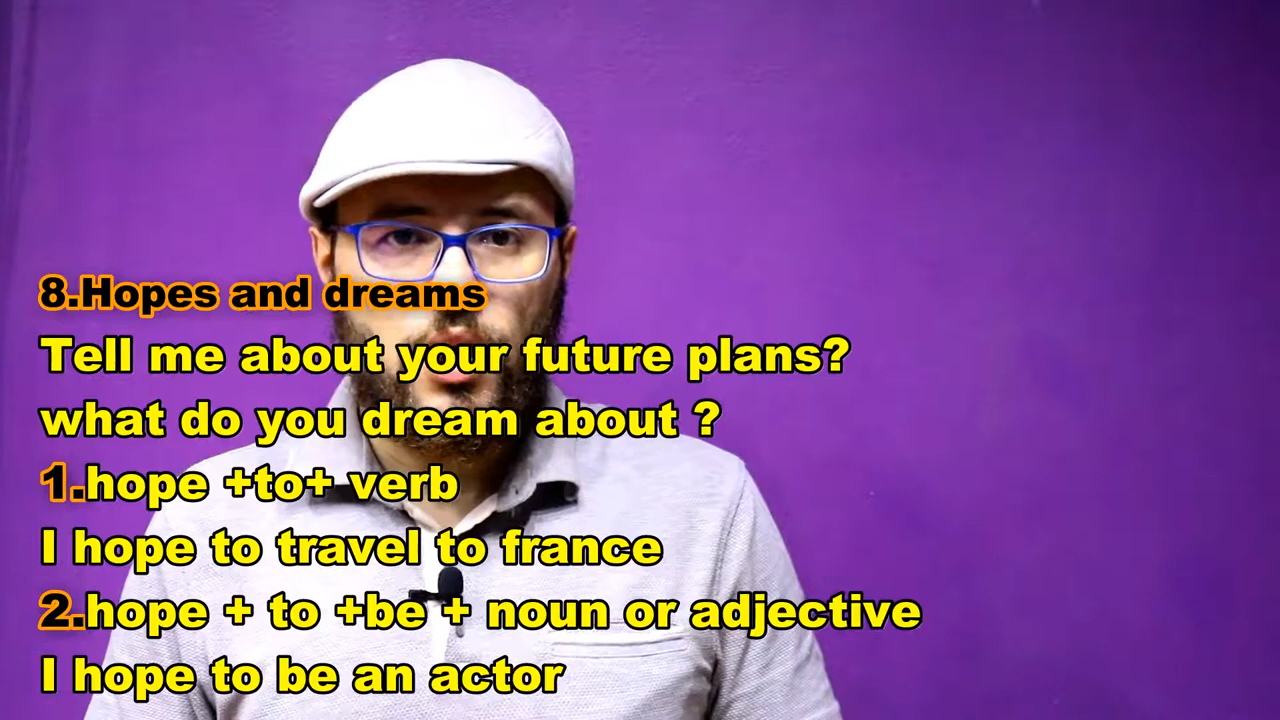 8.Hopes and dreams
Tell me about your future plans?
what do you dream about ?
1.hope +to+ verb
I hope to travel to france
2.hope + to +be + noun or adjective
I hope to be an actor